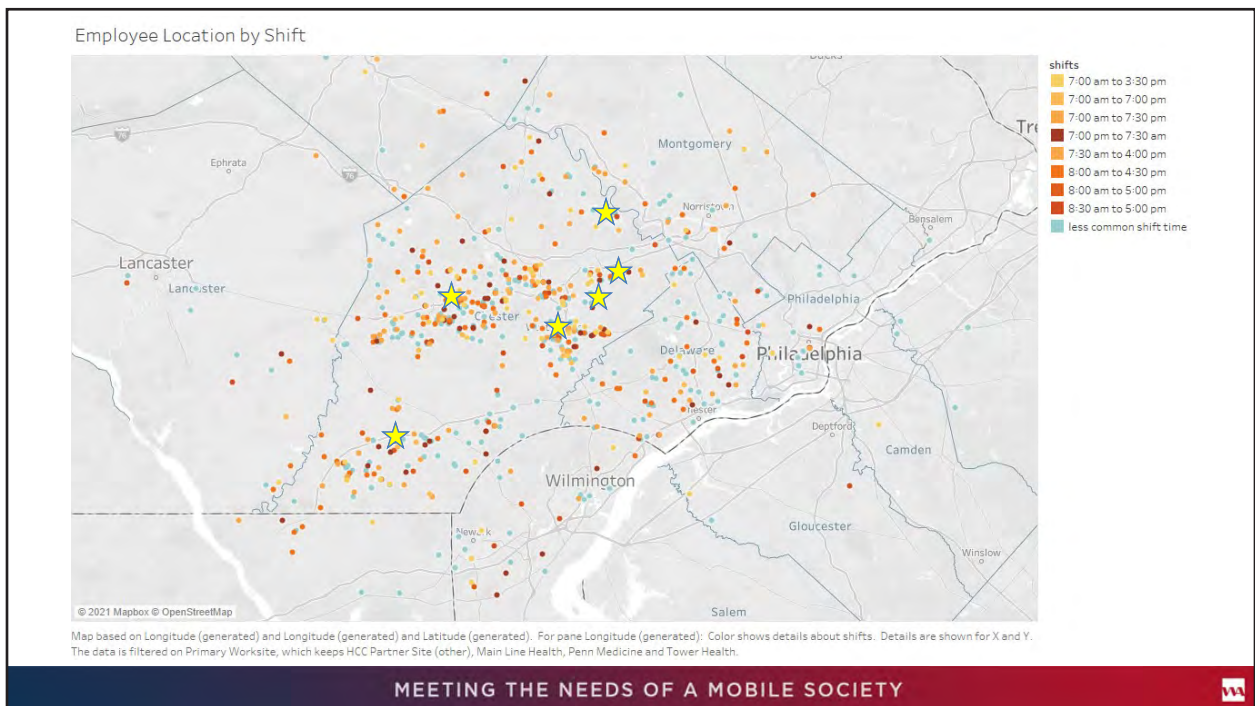 Employee Location by Shift
shifts
7:00 am to 3:30 pm
7:00 am to 7:00 pm
7:00 am to 7:30 pm
7:00 pm to 7:30 am
7:30 am to 4:00 pm
8:00 am to 4:30 pm
8:00 am to 5:00 pm
8:30 am to 5:00 pm
less common shift time
Ducks
76
Tre
Montgomery
Ephrata
76
Norristown
Bensalem
Lancaster
Lancaster
Philadelphia
Chester
Delaware
Philadelphia
Chester
Deptford
Camden
Wilmington
Gloucester
Newark
Winslow
Salem
© 2021 Mapbox © OpenStreetMap
Map based on Longitude (generated) and Longitude (generated) and Latitude (generated). For pane Longitude (generated): Color shows details about shifts. Details are shown for X and Y.
The data is filtered on Primary Worksite, which keeps HCC Partner Site (other), Main Line Health, Penn Medicine and Tower Health.
MEETING THE NEEDS OF A MOBILE SOCIETY